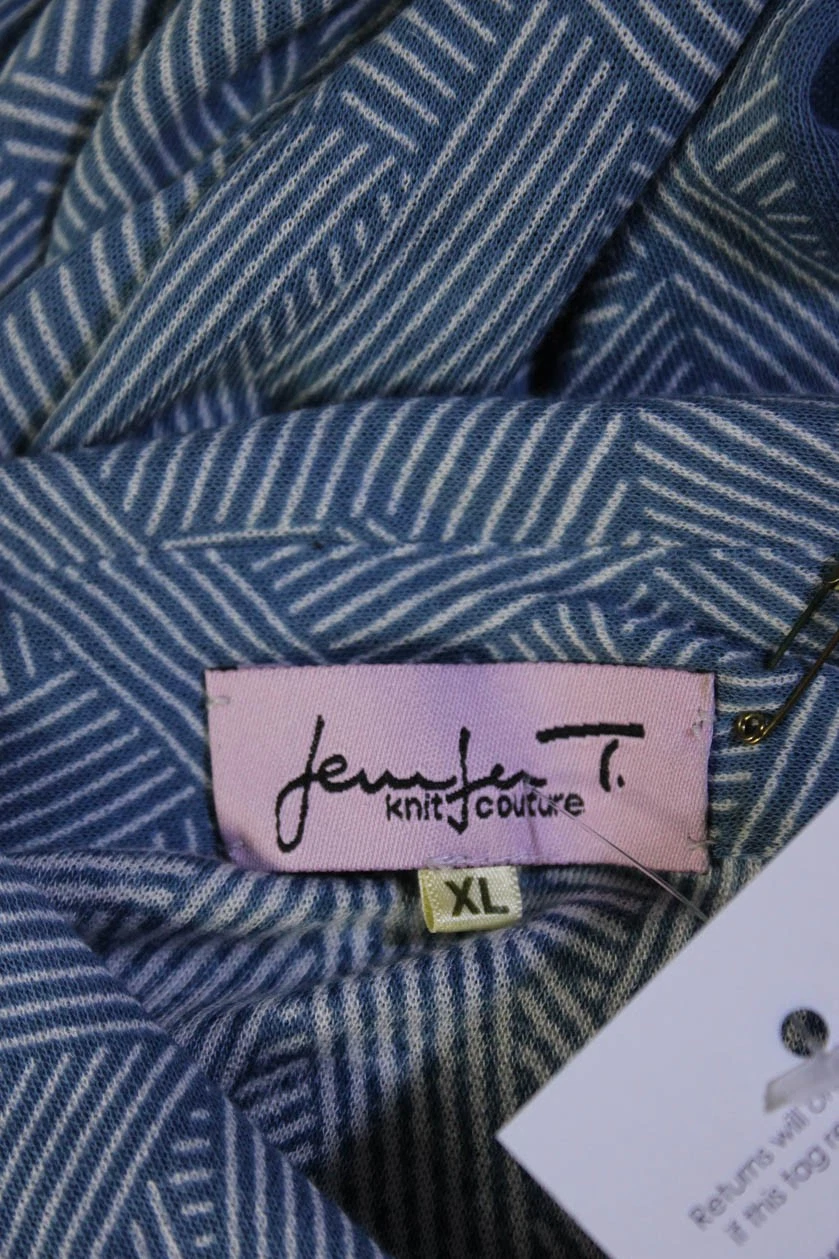 Jennifer T.
knit couture
XL
Returns will
if this tag